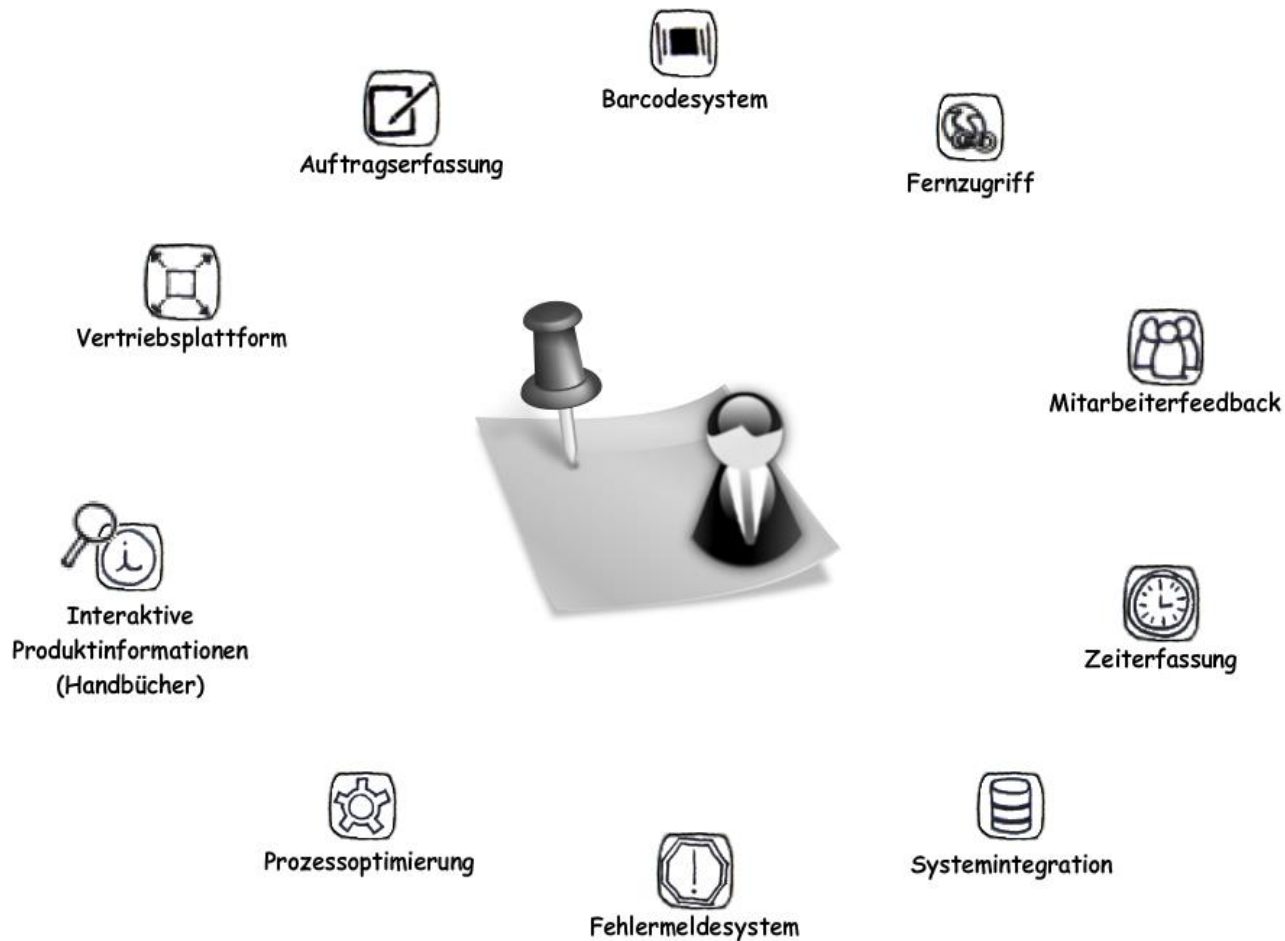 Barcodesystem
Auftragserfassung
Fernzugriff
Vertriebsplattform
Mitarbeiterfeedback
Interaktive
Produktinformationen
(Handbücher)
Zeiterfassung
Prozessoptimierung
Systemintegration
Fehlermeldesystem